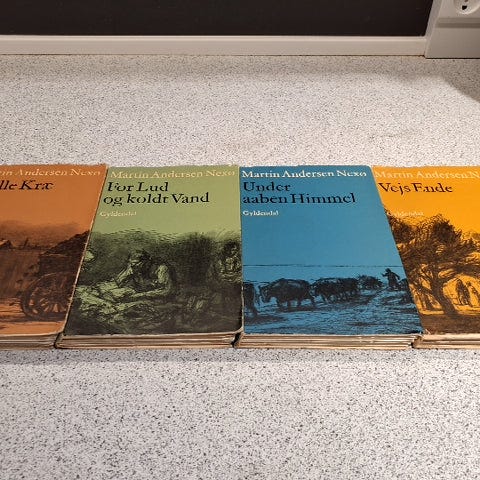 Andersen Nexø
lle Kræ
Martin Andersen Nexø
For Lud
og koldt Vand
Gyldendal
Martin Andersen Nexø
Under
aaben Himmel
Gyldendal
Martin Andersen Nex
Vejs Ende
Gyldendal